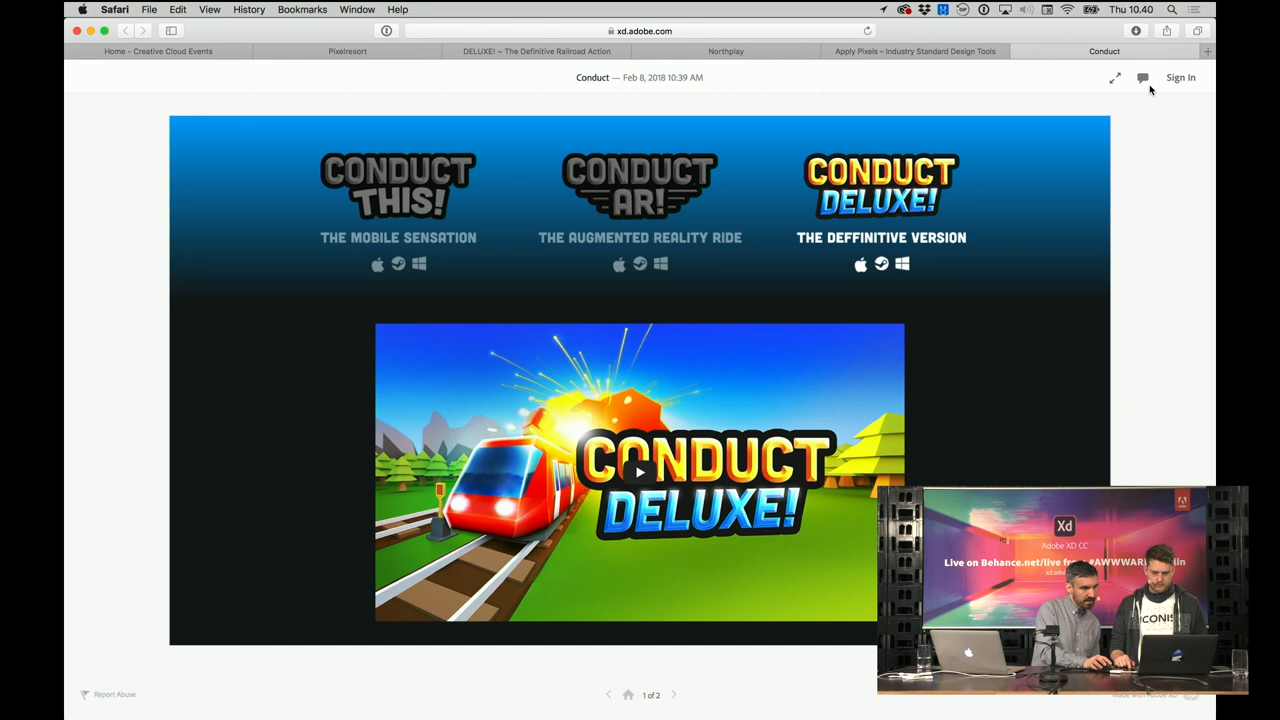 Safari File Edit View History Bookmarks Window Help Thu 10.40
xd.adobe.com
Home - Creative Cloud Events Pixelresort DELUXE! ~ The Definitive Railroad Action Northplay Apply Pixels – Industry Standard Design Tools Conduct
Conduct — Feb 8, 2018 10:39 AM Sign In
CONDUCT THIS!
THE MOBILE SENSATION
CONDUCT AR!
THE AUGMENTED REALITY RIDE
CONDUCT DELUXE!
THE DEFFINITIVE VERSION
CONDUCT
DELUXE!
Xd
Adobe XD CC
Live on Behance.net/live
xd.ado
ICONIS
Report Abuse
1 of 2